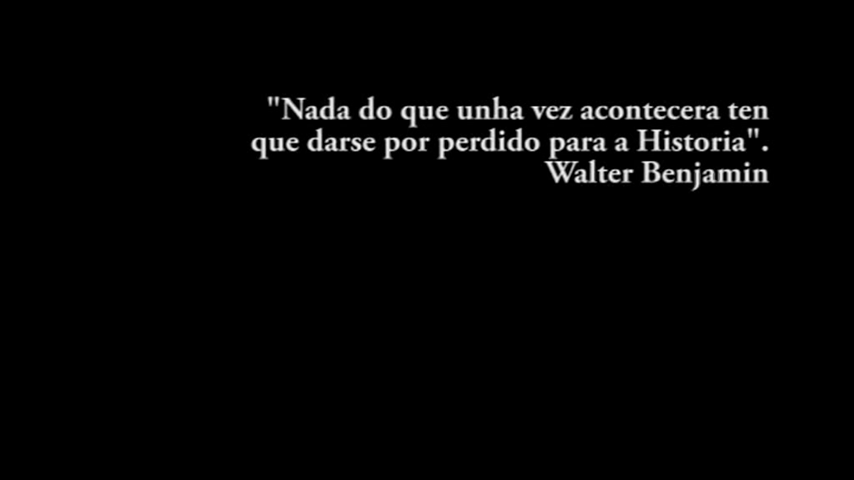 "Nada do que unha vez acontecera ten
que darse por perdido para a Historia".
Walter Benjamin